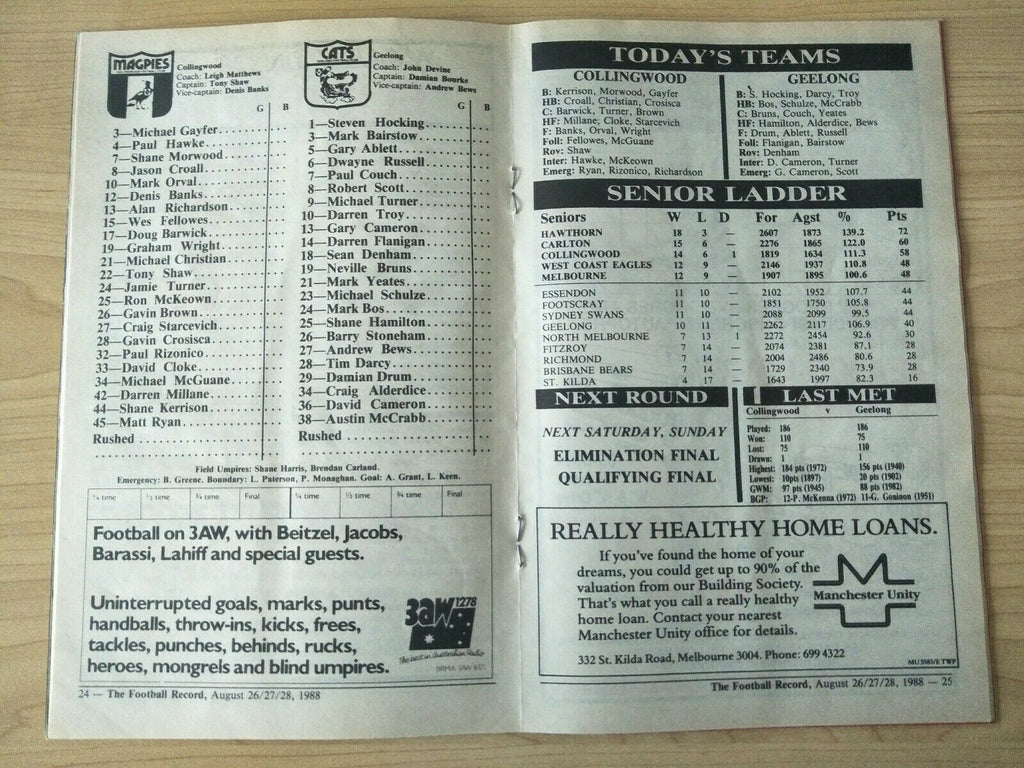 MAGPIES
Collingwood
Coach: Leigh Matthews
Captain: Tony Shaw
Vice-captain: Denis Banks
G B
3—Michael Gayfer
4—Paul Hawke
7—Shane Morwood
8—Jason Croall
10—Mark Orval
12—Denis Banks
13—Alan Richardson
15—Wes Fellowes
17—Doug Barwick
19—Graham Wright
21—Michael Christian
22—Tony Shaw
24—Jamie Turner
25—Ron McKeown
26—Gavin Brown
27—Craig Starcevich
28—Gavin Crosisca
32—Paul Rizonico
33—David Cloke
34—Michael McGuane
42—Darren Millane
44—Shane Kerrison
45—Matt Ryan
Rushed
CATS
Geelong
Coach: John Devine
Captain: Damian Bourke
Vice-captain: Andrew Bews
G B
1—Steven Hocking
3—Mark Bairstow
5—Gary Ablett
6—Dwayne Russell
7—Paul Couch
8—Robert Scott
9—Michael Turner
10—Darren Troy
13—Gary Cameron
14—Darren Flanigan
18—Sean Denham
19—Neville Bruns
21—Mark Yeates
23—Michael Schulze
24—Mark Bos
25—Shane Hamilton
26—Barry Stoneham
27—Andrew Bews
28—Tim Darcy
29—Damian Drum
34—Craig Alderdice
36—David Cameron
38—Austin McCrabb
Rushed
Field Umpires: Shane Harris, Brendan Carland.
Emergency: B. Greene. Boundary: L. Paterson, P. Monaghan. Goal: A. Grant, L. Keen.
¼ time ½ time ¾ time Final ¼ time ½ time ¾ time Final
Football on 3AW, with Beitzel, Jacobs,
Barassi, Lahiff and special guests.
Uninterrupted goals, marks, punts,
handballs, throw-ins, kicks, frees,
tackles, punches, behinds, rucks,
heroes, mongrels and blind umpires.
3AW 1278
The best in Australian Radio
24 — The Football Record, August 26/27/28, 1988
TODAY'S TEAMS
COLLINGWOOD
B: Kerrison, Morwood, Gayfer
HB: Croall, Christian, Crosisca
C: Barwick, Turner, Brown
HF: Millane, Cloke, Starcevich
F: Banks, Orval, Wright
Foll: Fellowes, McGuane
Rov: Shaw
Inter: Hawke, McKeown
Emerg: Ryan, Rizonico, Richardson
GEELONG
B: S. Hocking, Darcy, Troy
HB: Bos, Schulze, McCrabb
C: Bruns, Couch, Yeates
HF: Hamilton, Alderdice, Bews
F: Drum, Ablett, Russell
Foll: Flanigan, Bairstow
Rov: Denham
Inter: D. Cameron, Turner
Emerg: G. Cameron, Scott
SENIOR LADDER
Seniors W L D For Agst % Pts
HAWTHORN 18 3 — 2607 1873 139.2 72
CARLTON 15 6 — 2276 1865 122.0 60
COLLINGWOOD 14 6 1 1819 1634 111.3 58
WEST COAST EAGLES 12 9 — 2146 1937 110.8 48
MELBOURNE 12 9 — 1907 1895 100.6 48
ESSENDON 11 10 — 2102 1952 107.7 44
FOOTSCRAY 11 10 — 1851 1750 105.8 44
SYDNEY SWANS 11 10 — 2088 2099 99.5 44
GEELONG 10 11 — 2262 2117 106.9 40
NORTH MELBOURNE 7 13 1 2272 2454 92.6 30
FITZROY 7 14 — 2074 2381 87.1 28
RICHMOND 7 14 — 2004 2486 80.6 28
BRISBANE BEARS 7 14 — 1729 2340 73.9 28
ST. KILDA 4 17 — 1643 1997 82.3 16
NEXT ROUND
NEXT SATURDAY, SUNDAY
ELIMINATION FINAL
QUALIFYING FINAL
LAST MET
Collingwood v Geelong
Played: 186 186
Won: 110 75
Lost: 75 110
Drawn: 1 1
Highest: 184 pts (1972) 156 pts (1940)
Lowest: 10pts (1897) 20 pts (1902)
GWM: 97 pts (1945) 88 pts (1982)
BGP: 12-P. McKenna (1972) 11-G. Goninon (1951)
REALLY HEALTHY HOME LOANS.
If you've found the home of your
dreams, you could get up to 90% of the
valuation from our Building Society.
That's what you call a really healthy
home loan. Contact your nearest
Manchester Unity office for details.
Manchester Unity
332 St. Kilda Road, Melbourne 3004. Phone: 699 4322
The Football Record, August 26/27/28, 1988 — 25